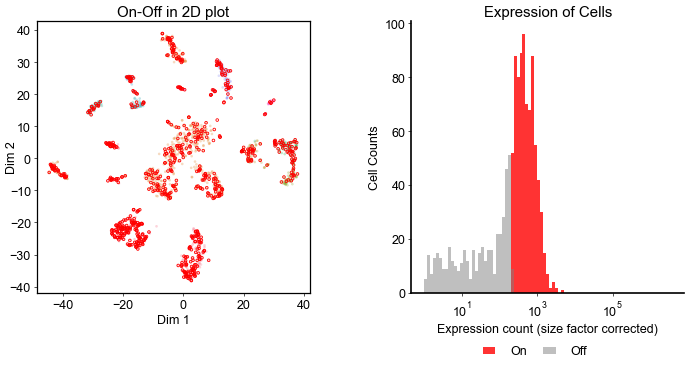 On-Off in 2D plot
Dim 2
40
30
20
10
0
−10
−20
−30
−40
−40 −20 0 20 40
Dim 1
Expression of Cells
Cell Counts
100
80
60
40
20
0
10^1 10^3 10^5
Expression count (size factor corrected)
On Off